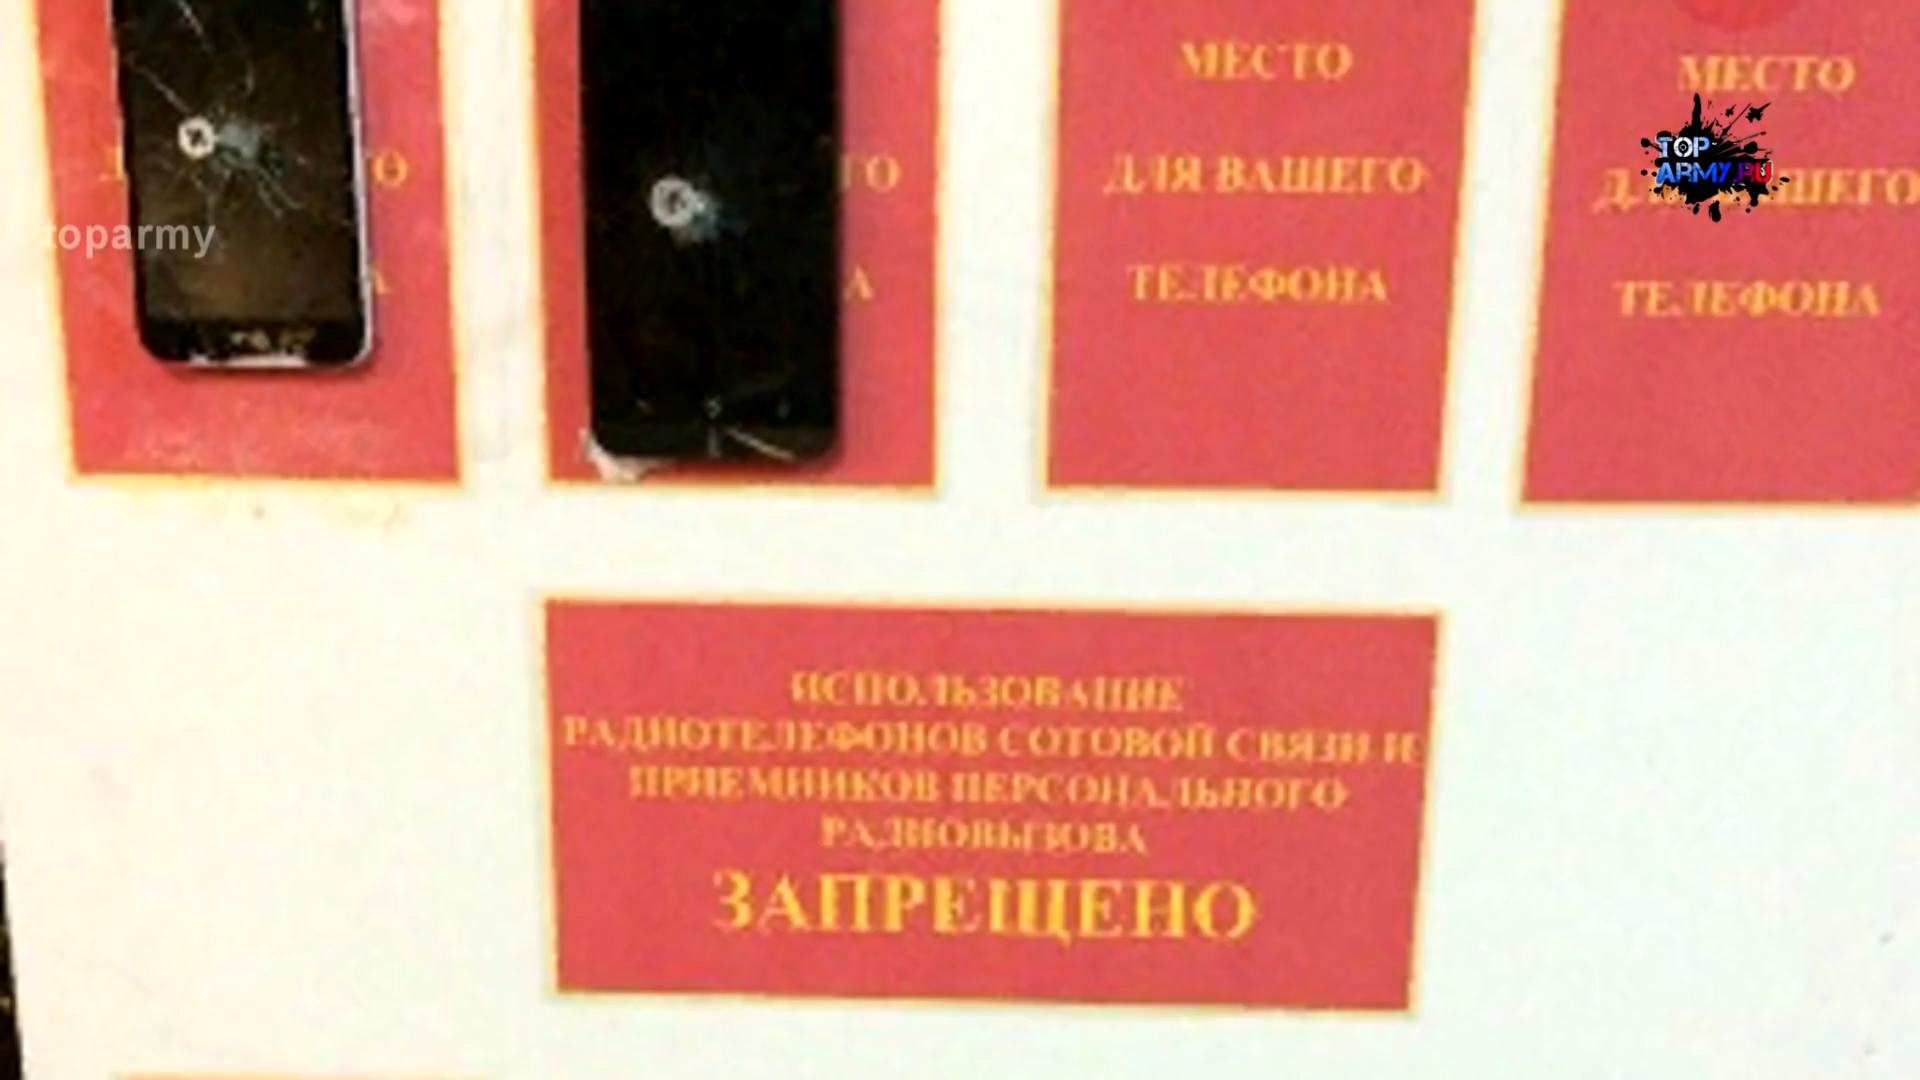 МЕСТО
ДЛЯ ВАШЕГО
ТЕЛЕФОНА
МЕСТО
ТЕЛЕФОНА
TOP-
ARMY.RU
toparmy
ИСПОЛЬЗОВАНИЕ
РАДИОТЕЛЕФОНОВ СОТОВОЙ СВЯЗИ И
ПРИЕМНИКОВ ПЕРСОНАЛЬНОГО
РАДИОВЫЗОВА
ЗАПРЕЩЕНО